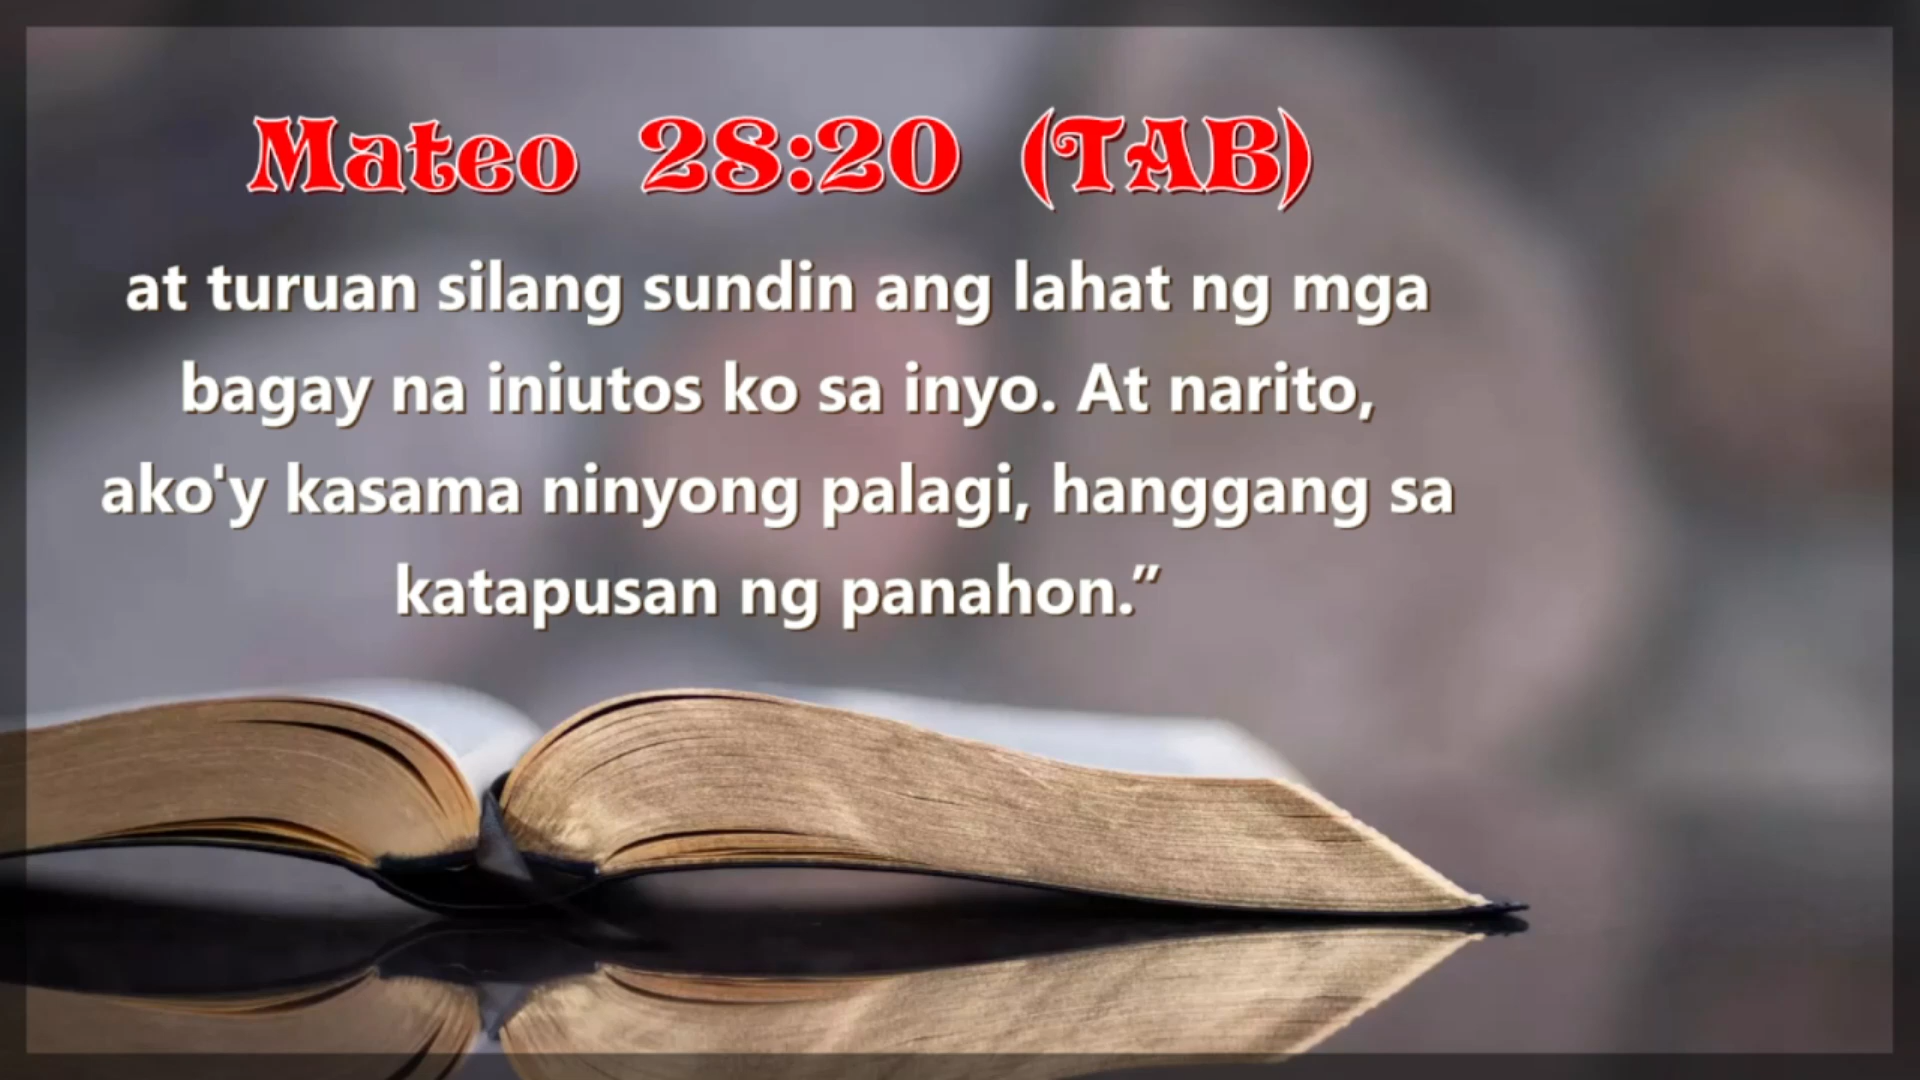 Mateo 28:20 (TAB)
at turuan silang sundin ang lahat ng mga
bagay na iniutos ko sa inyo. At narito,
ako'y kasama ninyong palagi, hanggang sa
katapusan ng panahon.”